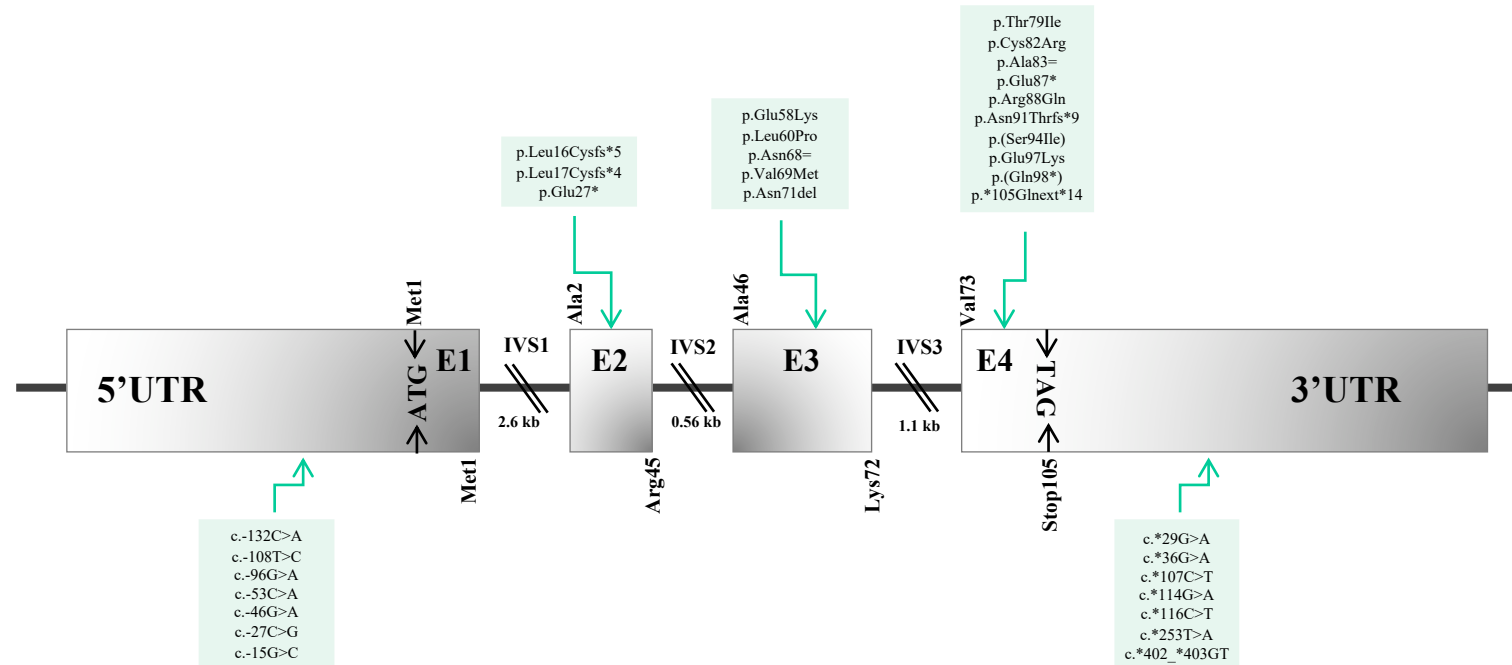 p.Thr79Ile
p.Cys82Arg
p.Ala83=
p.Glu87*
p.Arg88Gln
p.Asn91Thrfs*9
p.(Ser94Ile)
p.Glu97Lys
p.(Gln98*)
p.*105Glnext*14
p.Glu58Lys
p.Leu60Pro
p.Asn68=
p.Val69Met
p.Asn71del
p.Leu16Cysfs*5
p.Leu17Cysfs*4
p.Glu27*
Met1
Ala2
Ala46
Val73
5’UTR
ATG
E1
IVS1
2.6 kb
E2
IVS2
0.56 kb
E3
IVS3
1.1 kb
E4
TAG
3’UTR
Met1
Arg45
Lys72
Stop105
c.-132C>A
c.-108T>C
c.-96G>A
c.-53C>A
c.-46G>A
c.-27C>G
c.-15G>C
c.*29G>A
c.*36G>A
c.*107C>T
c.*114G>A
c.*116C>T
c.*253T>A
c.*402_*403GT